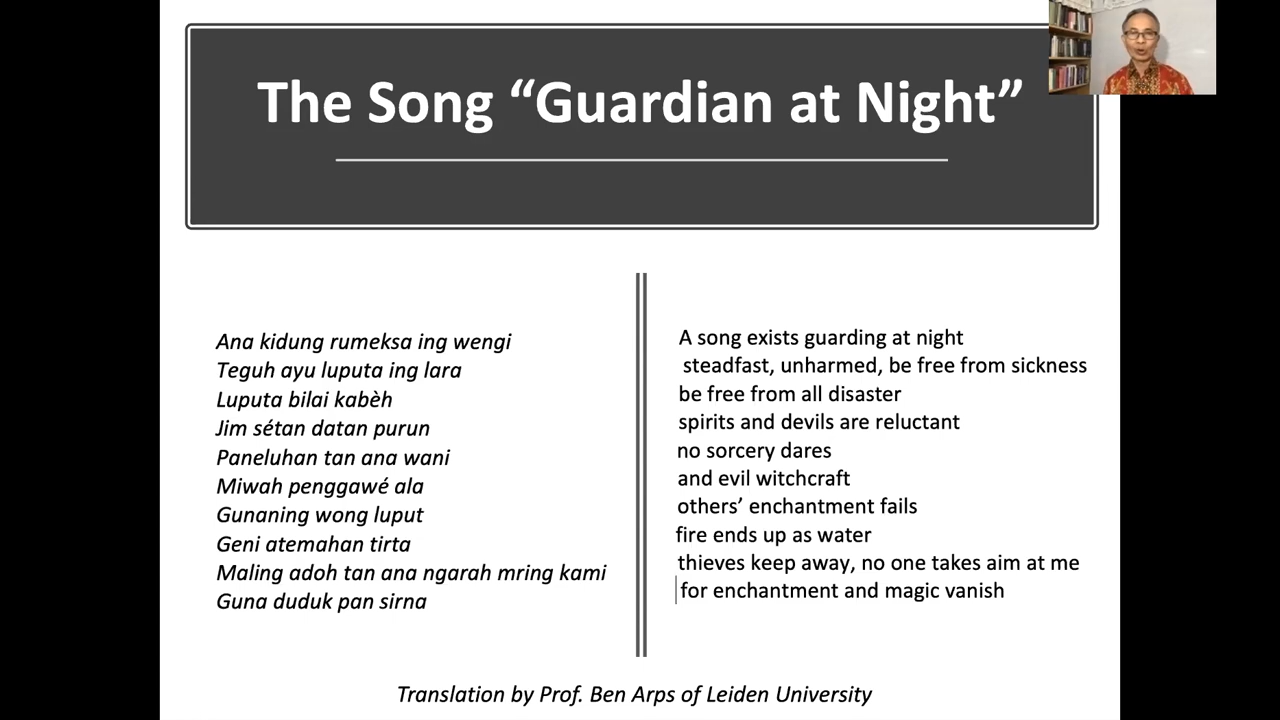 The Song “Guardian at Night”
Ana kidung rumeksa ing wengi
Teguh ayu luputa ing lara
Luputa bilai kabèh
Jim sétan datan purun
Paneluhan tan ana wani
Miwah penggawé ala
Gunaning wong luput
Geni atemahan tirta
Maling adoh tan ana ngarah mring kami
Guna duduk pan sirna
A song exists guarding at night
steadfast, unharmed, be free from sickness
be free from all disaster
spirits and devils are reluctant
no sorcery dares
and evil witchcraft
others’ enchantment fails
fire ends up as water
thieves keep away, no one takes aim at me
for enchantment and magic vanish
Translation by Prof. Ben Arps of Leiden University